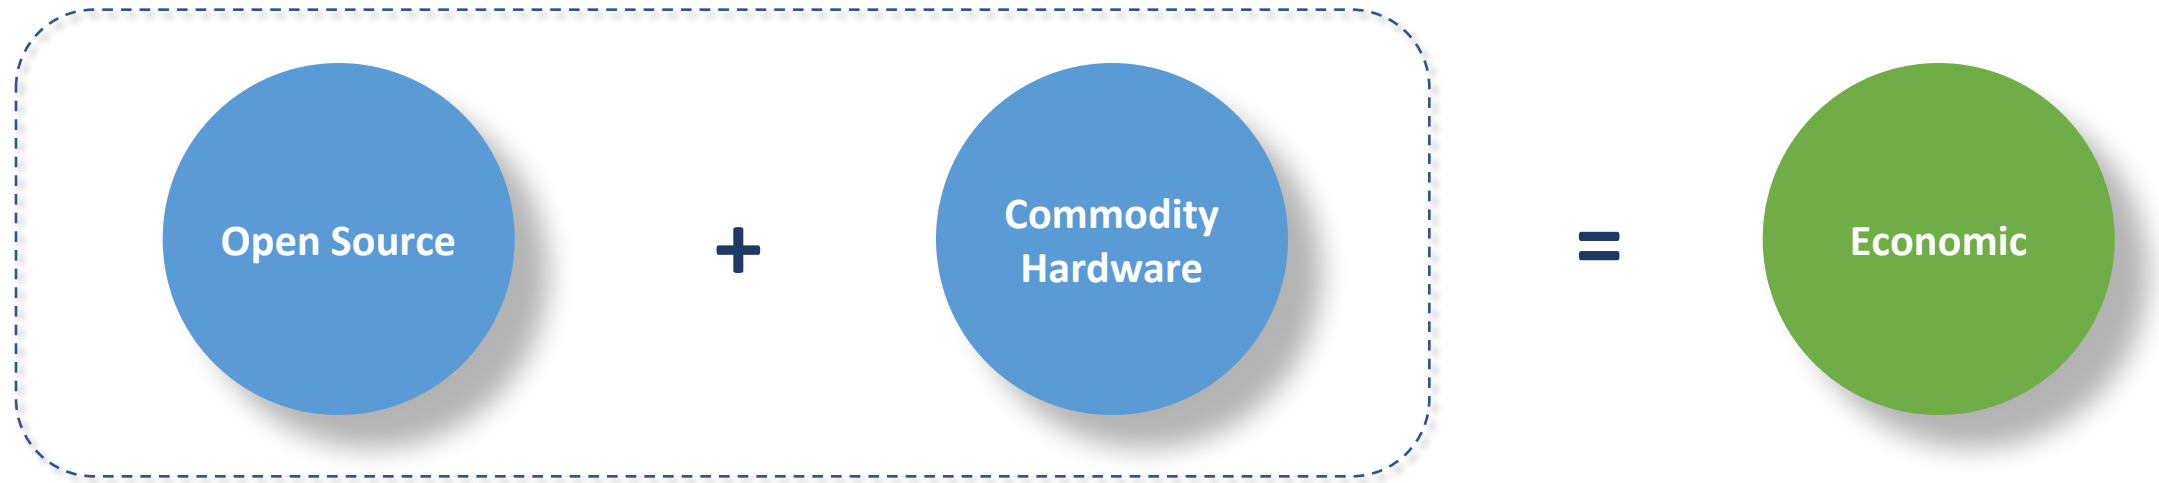 Open Source
+
Commodity
Hardware
=
Economic